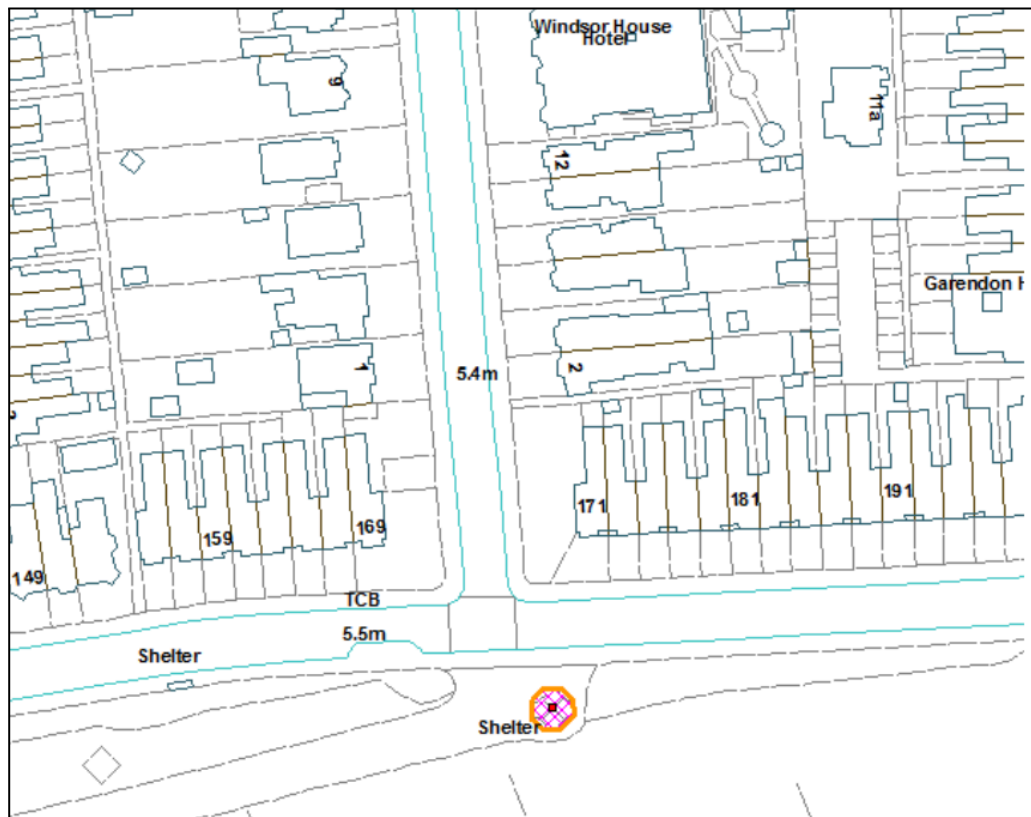 Windsor House
Hotel
9
11a
12
Garendon H
5.4m
1
2
171
181
191
159
169
149
TCB
5.5m
Shelter
Shelter